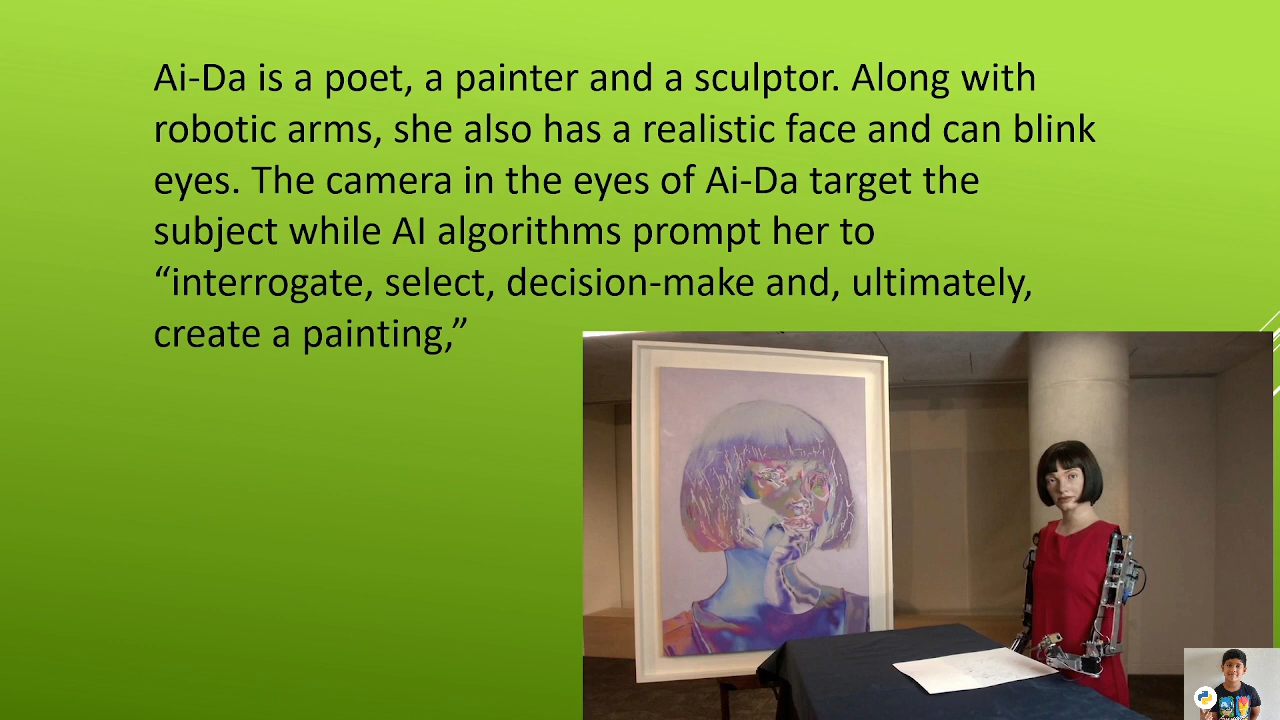 Ai-Da is a poet, a painter and a sculptor. Along with
robotic arms, she also has a realistic face and can blink
eyes. The camera in the eyes of Ai-Da target the
subject while AI algorithms prompt her to
“interrogate, select, decision-make and, ultimately,
create a painting,”